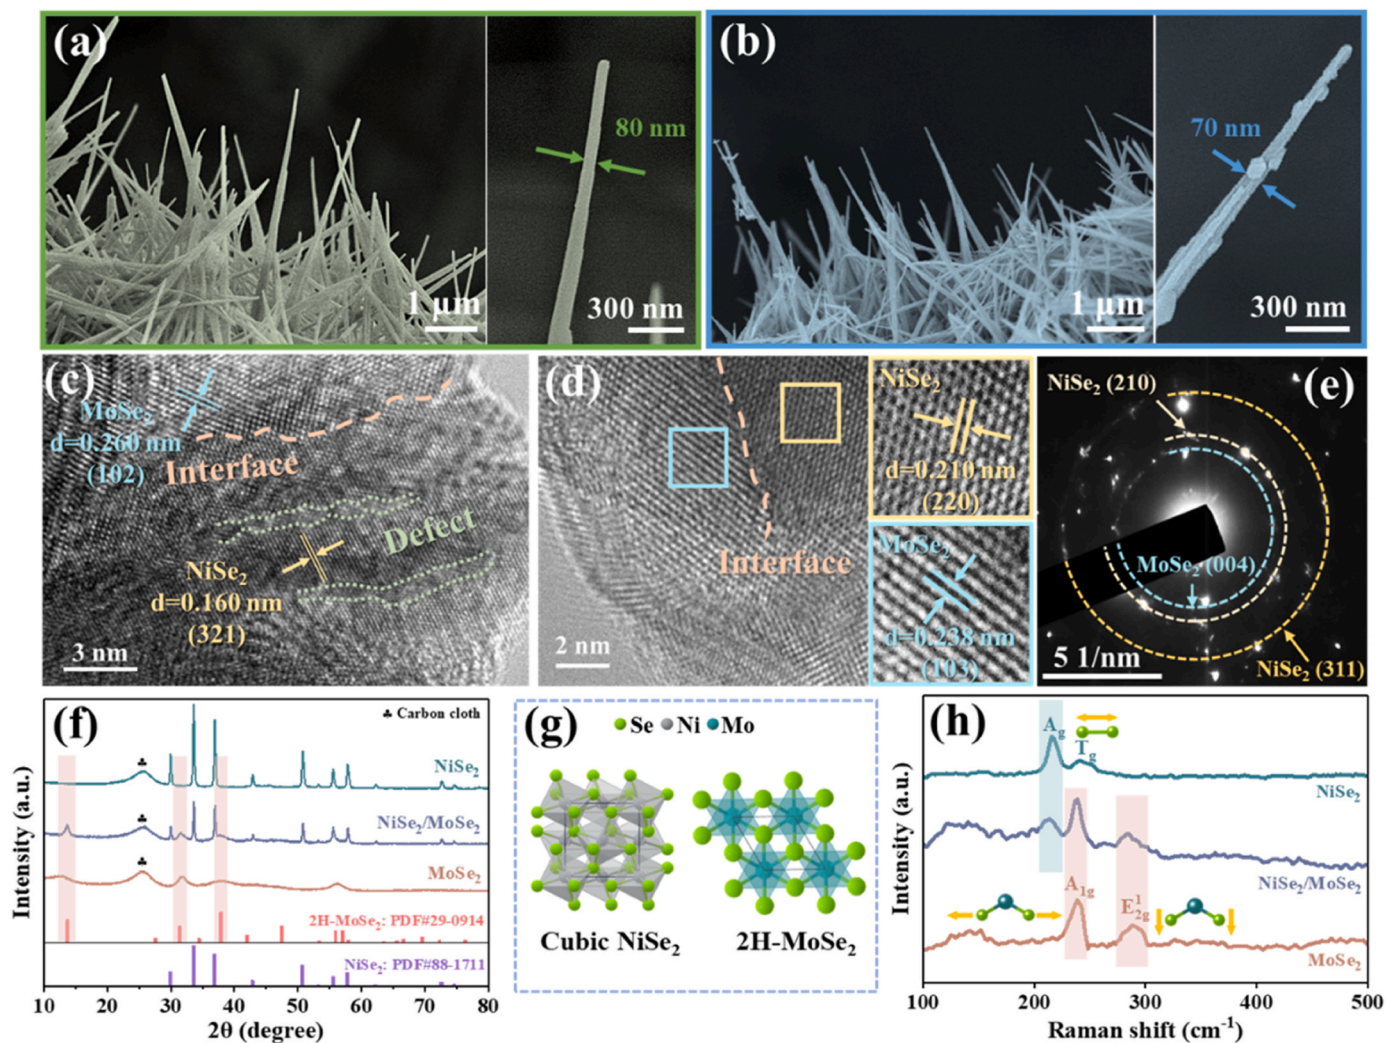 (a)
80 nm
1 μm
300 nm
(b)
70 nm
1 μm
300 nm
(c)
MoSe₂
d=0.260 nm
(102)
Interface
Defect
NiSe₂
d=0.160 nm
(321)
3 nm
(d)
Interface
2 nm
NiSe₂
d=0.210 nm
(220)
MoSe₂
d=0.238 nm
(103)
(e)
NiSe₂ (210)
MoSe₂ (004)
NiSe₂ (311)
5 1/nm
(f)
♣ Carbon cloth
♣
NiSe₂
♣
NiSe₂/MoSe₂
♣
MoSe₂
2H-MoSe₂: PDF#29-0914
NiSe₂: PDF#88-1711
Intensity (a.u.)
10 20 30 40 50 60 70 80
2θ (degree)
(g)
Se Ni Mo
Cubic NiSe₂
2H-MoSe₂
(h)
A_g
T_g
NiSe₂
NiSe₂/MoSe₂
A₁g
E¹₂g
MoSe₂
Intensity (a.u.)
100 200 300 400 500
Raman shift (cm⁻¹)